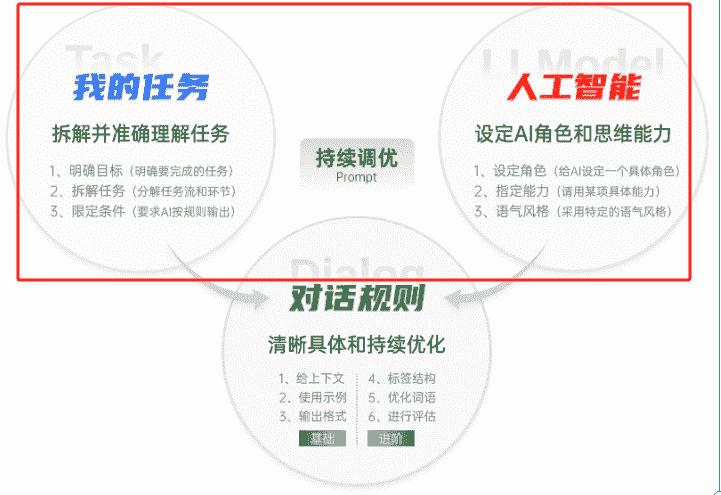 Task
我的任务
拆解并准确理解任务
1、明确目标（明确要完成的任务）
2、拆解任务（分解任务流和环节）
3、限定条件（要求AI按规则输出）
持续调优
Prompt
LLModel
人工智能
设定AI角色和思维能力
1、设定角色（给AI设定一个具体角色）
2、指定能力（请用某项具体能力）
3、语气风格（采用特定的语气风格）
Dialog
对话规则
清晰具体和持续优化
1、给上下文
2、使用示例
3、输出格式
基础
4、标签结构
5、优化词语
6、进行评估
进阶